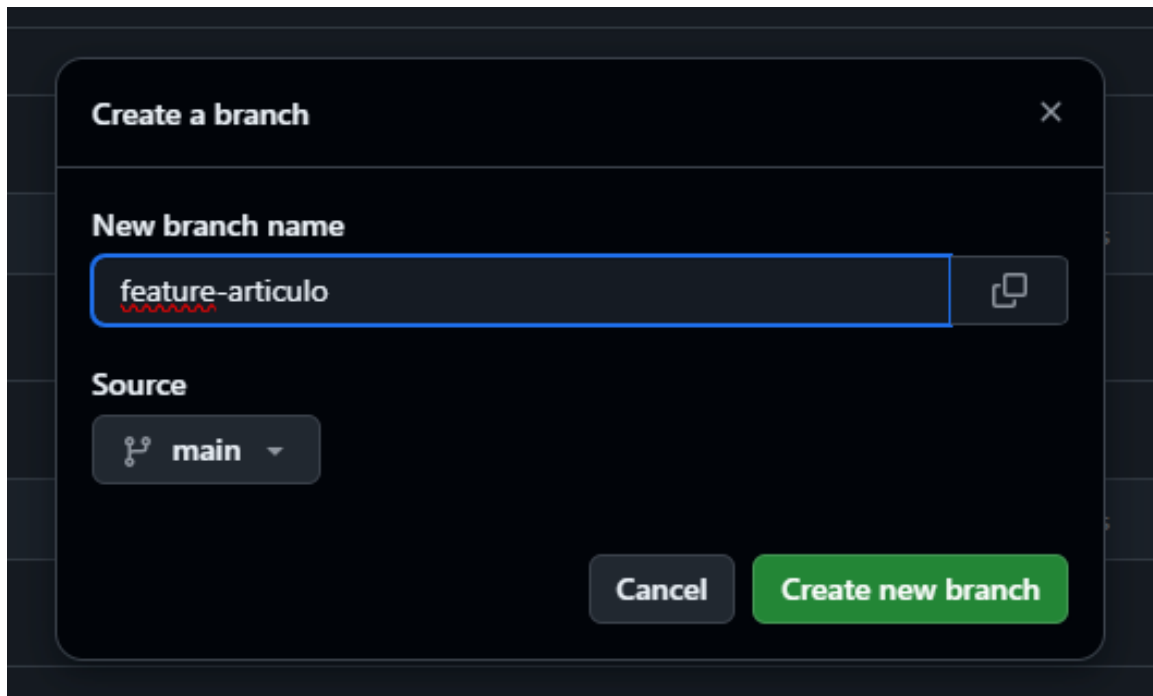 Create a branch
New branch name
feature-articulo
Source
main
Cancel
Create new branch